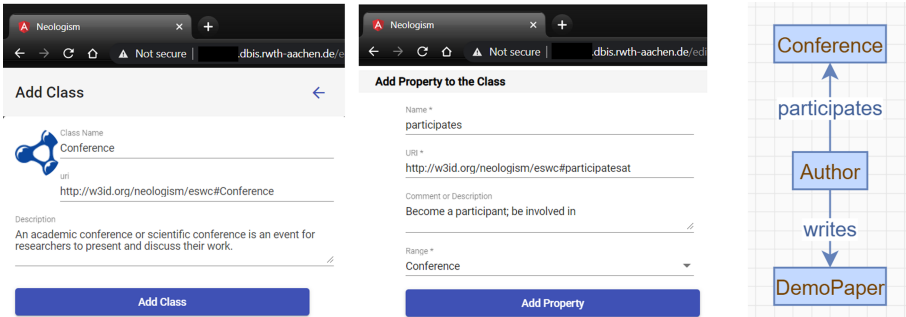 Neologism
Not secure
.dbis.rwth-aachen.de/e
Add Class
Class Name
Conference
uri
http://w3id.org/neologism/eswc#Conference
Description
An academic conference or scientific conference is an event for
researchers to present and discuss their work.
Add Class
Neologism
Not secure
.dbis.rwth-aachen.de/edi
Add Property to the Class
Name *
participates
URI *
http://w3id.org/neologism/eswc#participatesat
Comment or Description
Become a participant; be involved in
Range *
Conference
Add Property
Conference
participates
Author
writes
DemoPaper